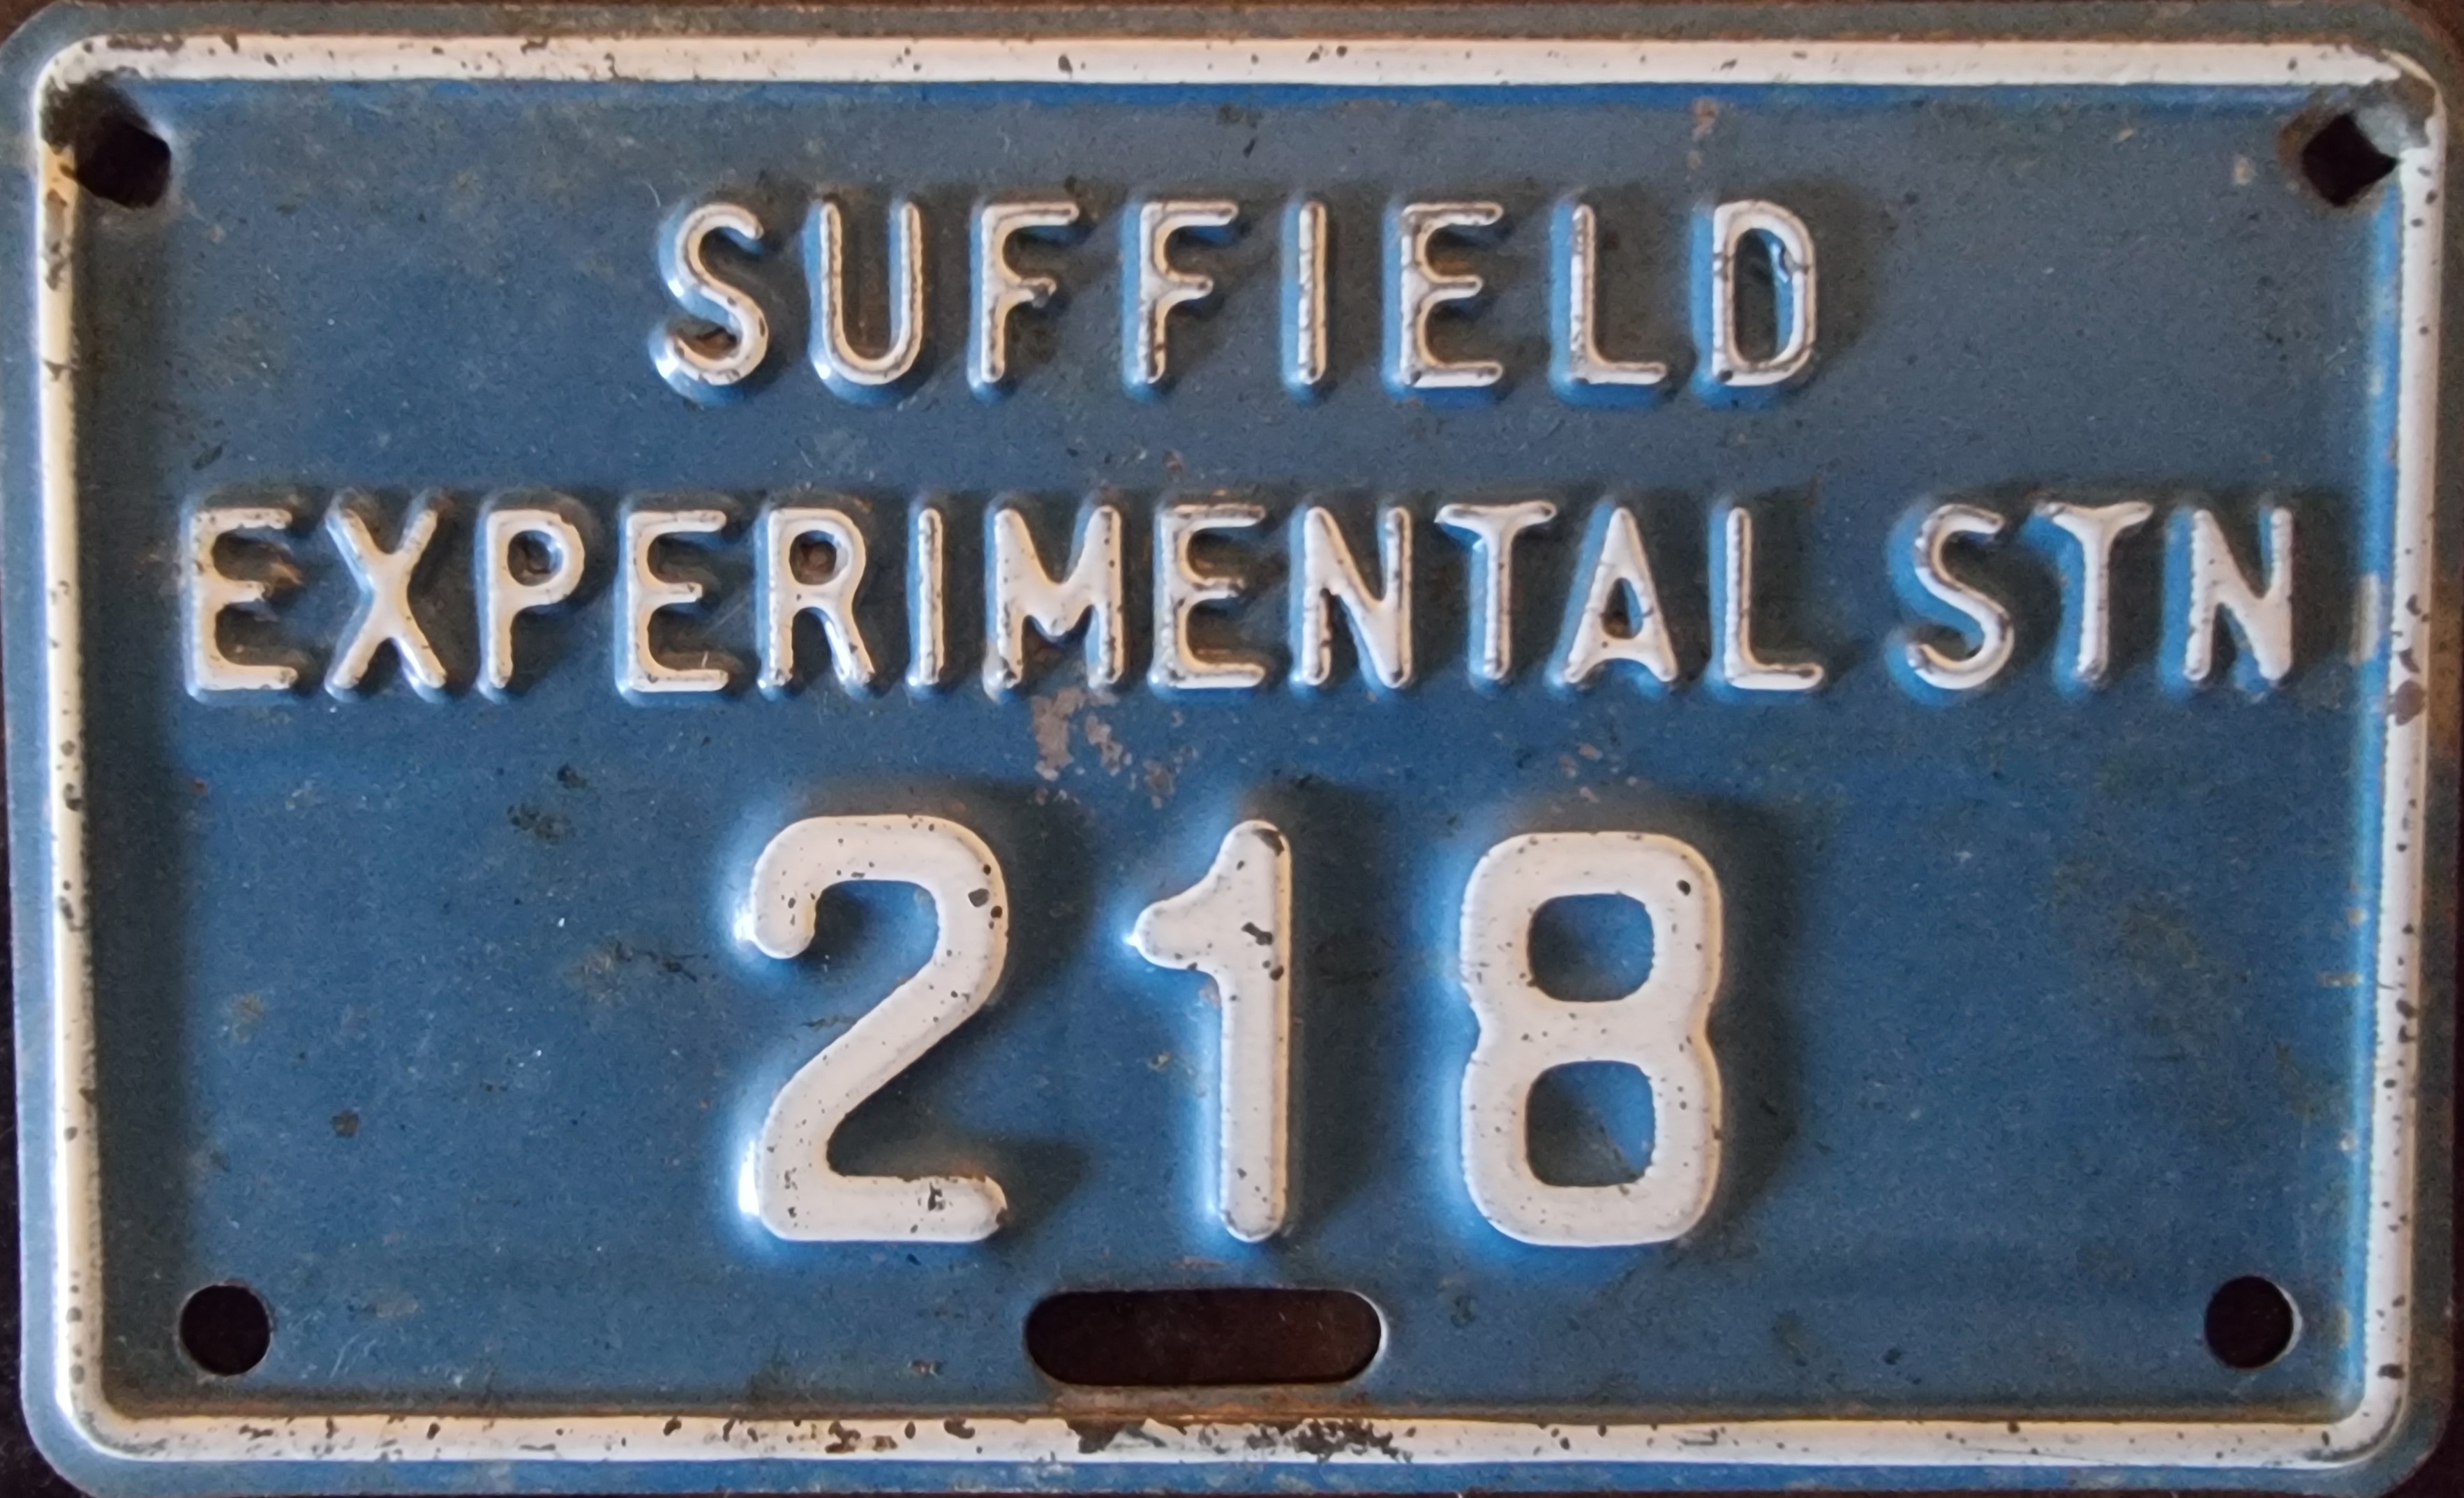 SUFFIELD
EXPERIMENTAL STN
218